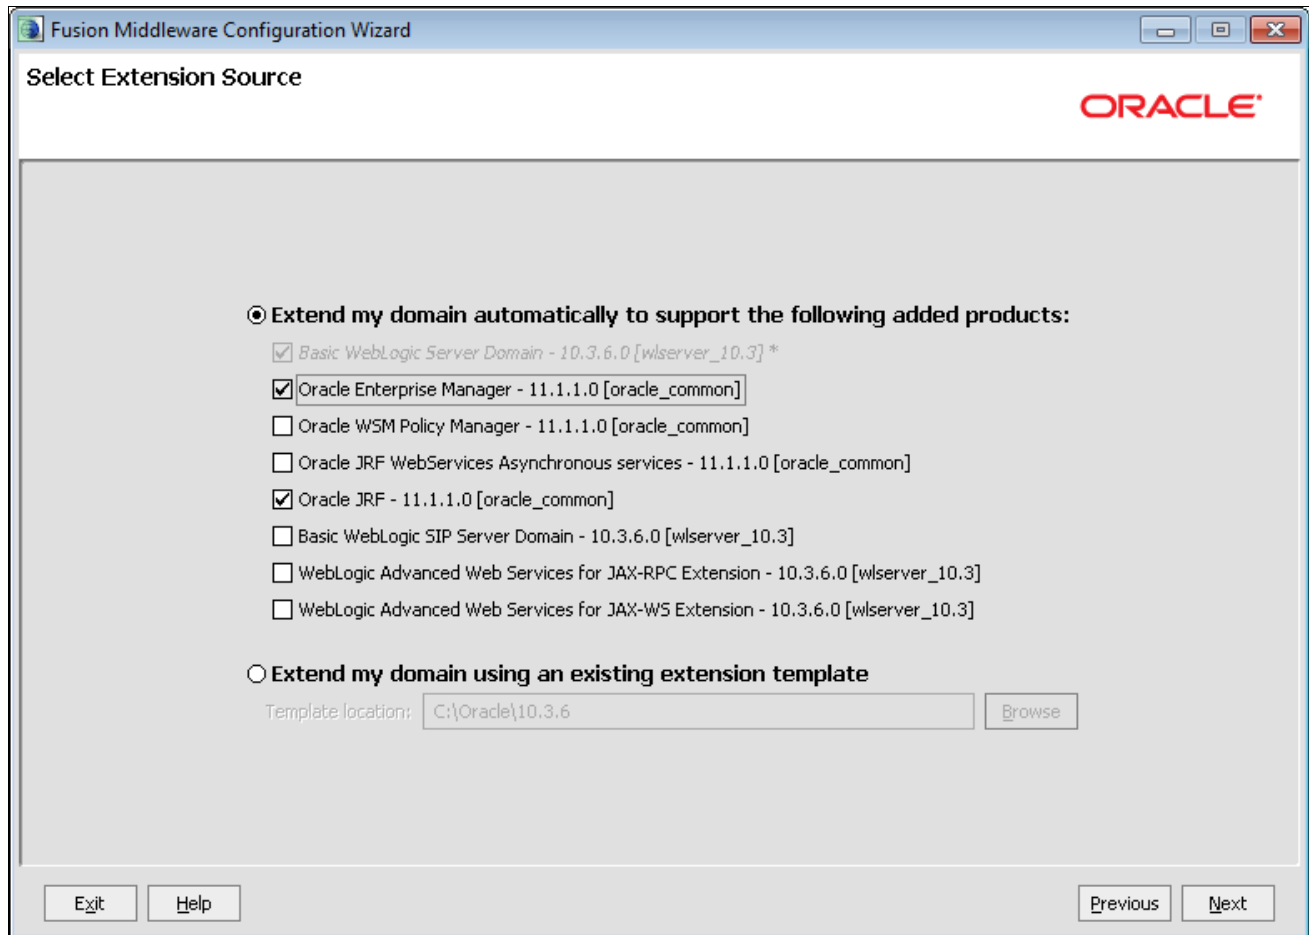 Fusion Middleware Configuration Wizard
Select Extension Source
ORACLE
Extend my domain automatically to support the following added products:
Basic WebLogic Server Domain - 10.3.6.0 [wlserver_10.3] *
Oracle Enterprise Manager - 11.1.1.0 [oracle_common]
Oracle WSM Policy Manager - 11.1.1.0 [oracle_common]
Oracle JRF WebServices Asynchronous services - 11.1.1.0 [oracle_common]
Oracle JRF - 11.1.1.0 [oracle_common]
Basic WebLogic SIP Server Domain - 10.3.6.0 [wlserver_10.3]
WebLogic Advanced Web Services for JAX-RPC Extension - 10.3.6.0 [wlserver_10.3]
WebLogic Advanced Web Services for JAX-WS Extension - 10.3.6.0 [wlserver_10.3]
Extend my domain using an existing extension template
Template location: C:\Oracle\10.3.6 Browse
Exit Help Previous Next